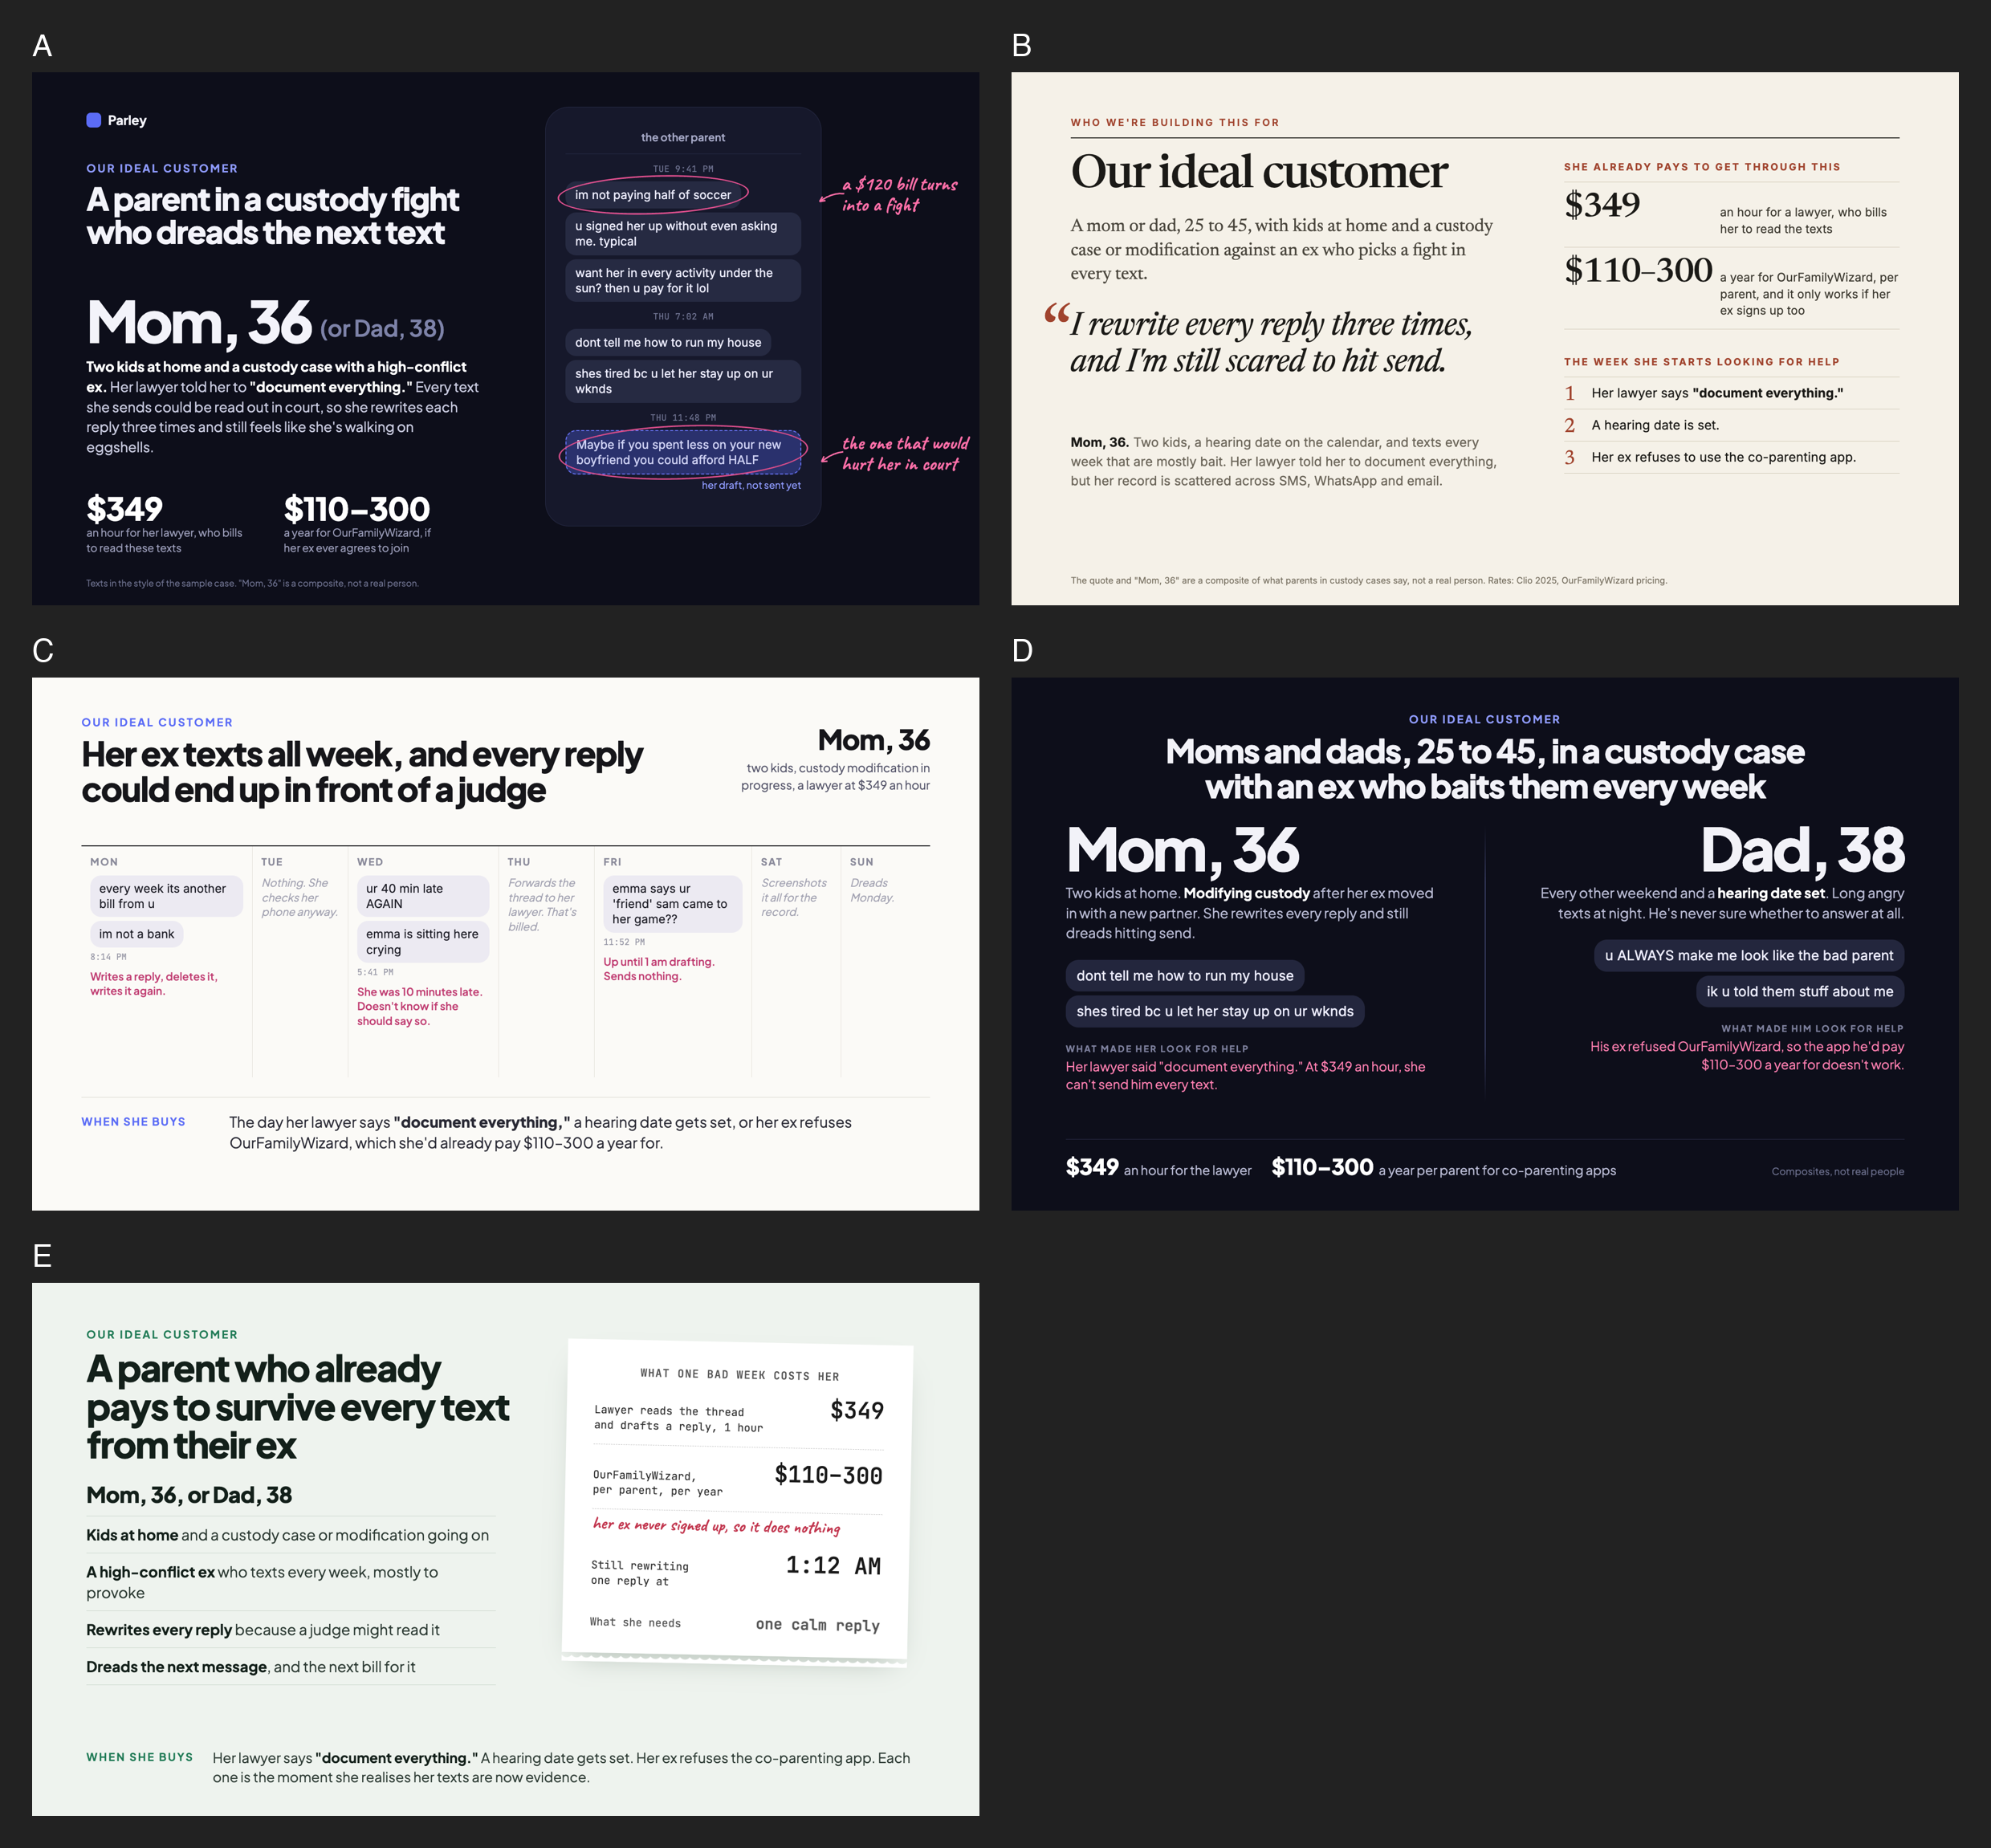 A
Parley
OUR IDEAL CUSTOMER
A parent in a custody fight
who dreads the next text
Mom, 36 (or Dad, 38)
Two kids at home and a custody case with a high-conflict
ex. Her lawyer told her to "document everything." Every text
she sends could be read out in court, so she rewrites each
reply three times and still feels like she's walking on
eggshells.
$349
an hour for her lawyer, who bills
to read these texts
$110–300
a year for OurFamilyWizard, if
her ex ever agrees to join
Texts in the style of the sample case. "Mom, 36" is a composite, not a real person.
the other parent
TUE 9:41 PM
im not paying half of soccer
u signed her up without even asking
me. typical
want her in every activity under the
sun? then u pay for it lol
THU 7:02 AM
dont tell me how to run my house
shes tired bc u let her stay up on ur
wknds
THU 11:48 PM
Maybe if you spent less on your new
boyfriend you could afford HALF
her draft, not sent yet
a $120 bill turns
into a fight
the one that would
hurt her in court
B
WHO WE'RE BUILDING THIS FOR
Our ideal customer
A mom or dad, 25 to 45, with kids at home and a custody
case or modification against an ex who picks a fight in
every text.
“I rewrite every reply three times,
and I'm still scared to hit send.
Mom, 36. Two kids, a hearing date on the calendar, and texts every
week that are mostly bait. Her lawyer told her to document everything,
but her record is scattered across SMS, WhatsApp and email.
SHE ALREADY PAYS TO GET THROUGH THIS
$349
an hour for a lawyer, who bills
her to read the texts
$110–300
a year for OurFamilyWizard, per
parent, and it only works if her
ex signs up too
THE WEEK SHE STARTS LOOKING FOR HELP
1 Her lawyer says "document everything."
2 A hearing date is set.
3 Her ex refuses to use the co-parenting app.
The quote and "Mom, 36" are a composite of what parents in custody cases say, not a real person. Rates: Clio 2025, OurFamilyWizard pricing.
C
OUR IDEAL CUSTOMER
Her ex texts all week, and every reply
could end up in front of a judge
Mom, 36
two kids, custody modification in
progress, a lawyer at $349 an hour
MON
every week its another
bill from u
im not a bank
8:14 PM
Writes a reply, deletes it,
writes it again.
TUE
Nothing. She
checks her
phone anyway.
WED
ur 40 min late
AGAIN
emma is sitting here
crying
5:41 PM
She was 10 minutes late.
Doesn't know if she
should say so.
THU
Forwards the
thread to her
lawyer. That's
billed.
FRI
emma says ur
'friend' sam came to
her game??
11:52 PM
Up until 1 am drafting.
Sends nothing.
SAT
Screenshots
it all for the
record.
SUN
Dreads
Monday.
WHEN SHE BUYS
The day her lawyer says "document everything," a hearing date gets set, or her ex refuses
OurFamilyWizard, which she'd already pay $110–300 a year for.
D
OUR IDEAL CUSTOMER
Moms and dads, 25 to 45, in a custody case
with an ex who baits them every week
Mom, 36
Two kids at home. Modifying custody after her ex moved
in with a new partner. She rewrites every reply and still
dreads hitting send.
dont tell me how to run my house
shes tired bc u let her stay up on ur wknds
WHAT MADE HER LOOK FOR HELP
Her lawyer said "document everything." At $349 an hour, she
can't send him every text.
Dad, 38
Every other weekend and a hearing date set. Long angry
texts at night. He's never sure whether to answer at all.
u ALWAYS make me look like the bad parent
ik u told them stuff about me
WHAT MADE HIM LOOK FOR HELP
His ex refused OurFamilyWizard, so the app he'd pay
$110–300 a year for doesn't work.
$349 an hour for the lawyer $110–300 a year per parent for co-parenting apps
Composites, not real people
E
OUR IDEAL CUSTOMER
A parent who already
pays to survive every text
from their ex
Mom, 36, or Dad, 38
Kids at home and a custody case or modification going on
A high-conflict ex who texts every week, mostly to
provoke
Rewrites every reply because a judge might read it
Dreads the next message, and the next bill for it
WHAT ONE BAD WEEK COSTS HER
Lawyer reads the thread
and drafts a reply, 1 hour
$349
OurFamilyWizard,
per parent, per year
$110–300
her ex never signed up, so it does nothing
Still rewriting
one reply at
1:12 AM
What she needs
one calm reply
WHEN SHE BUYS
Her lawyer says "document everything." A hearing date gets set. Her ex refuses the co-parenting app. Each
one is the moment she realises her texts are now evidence.